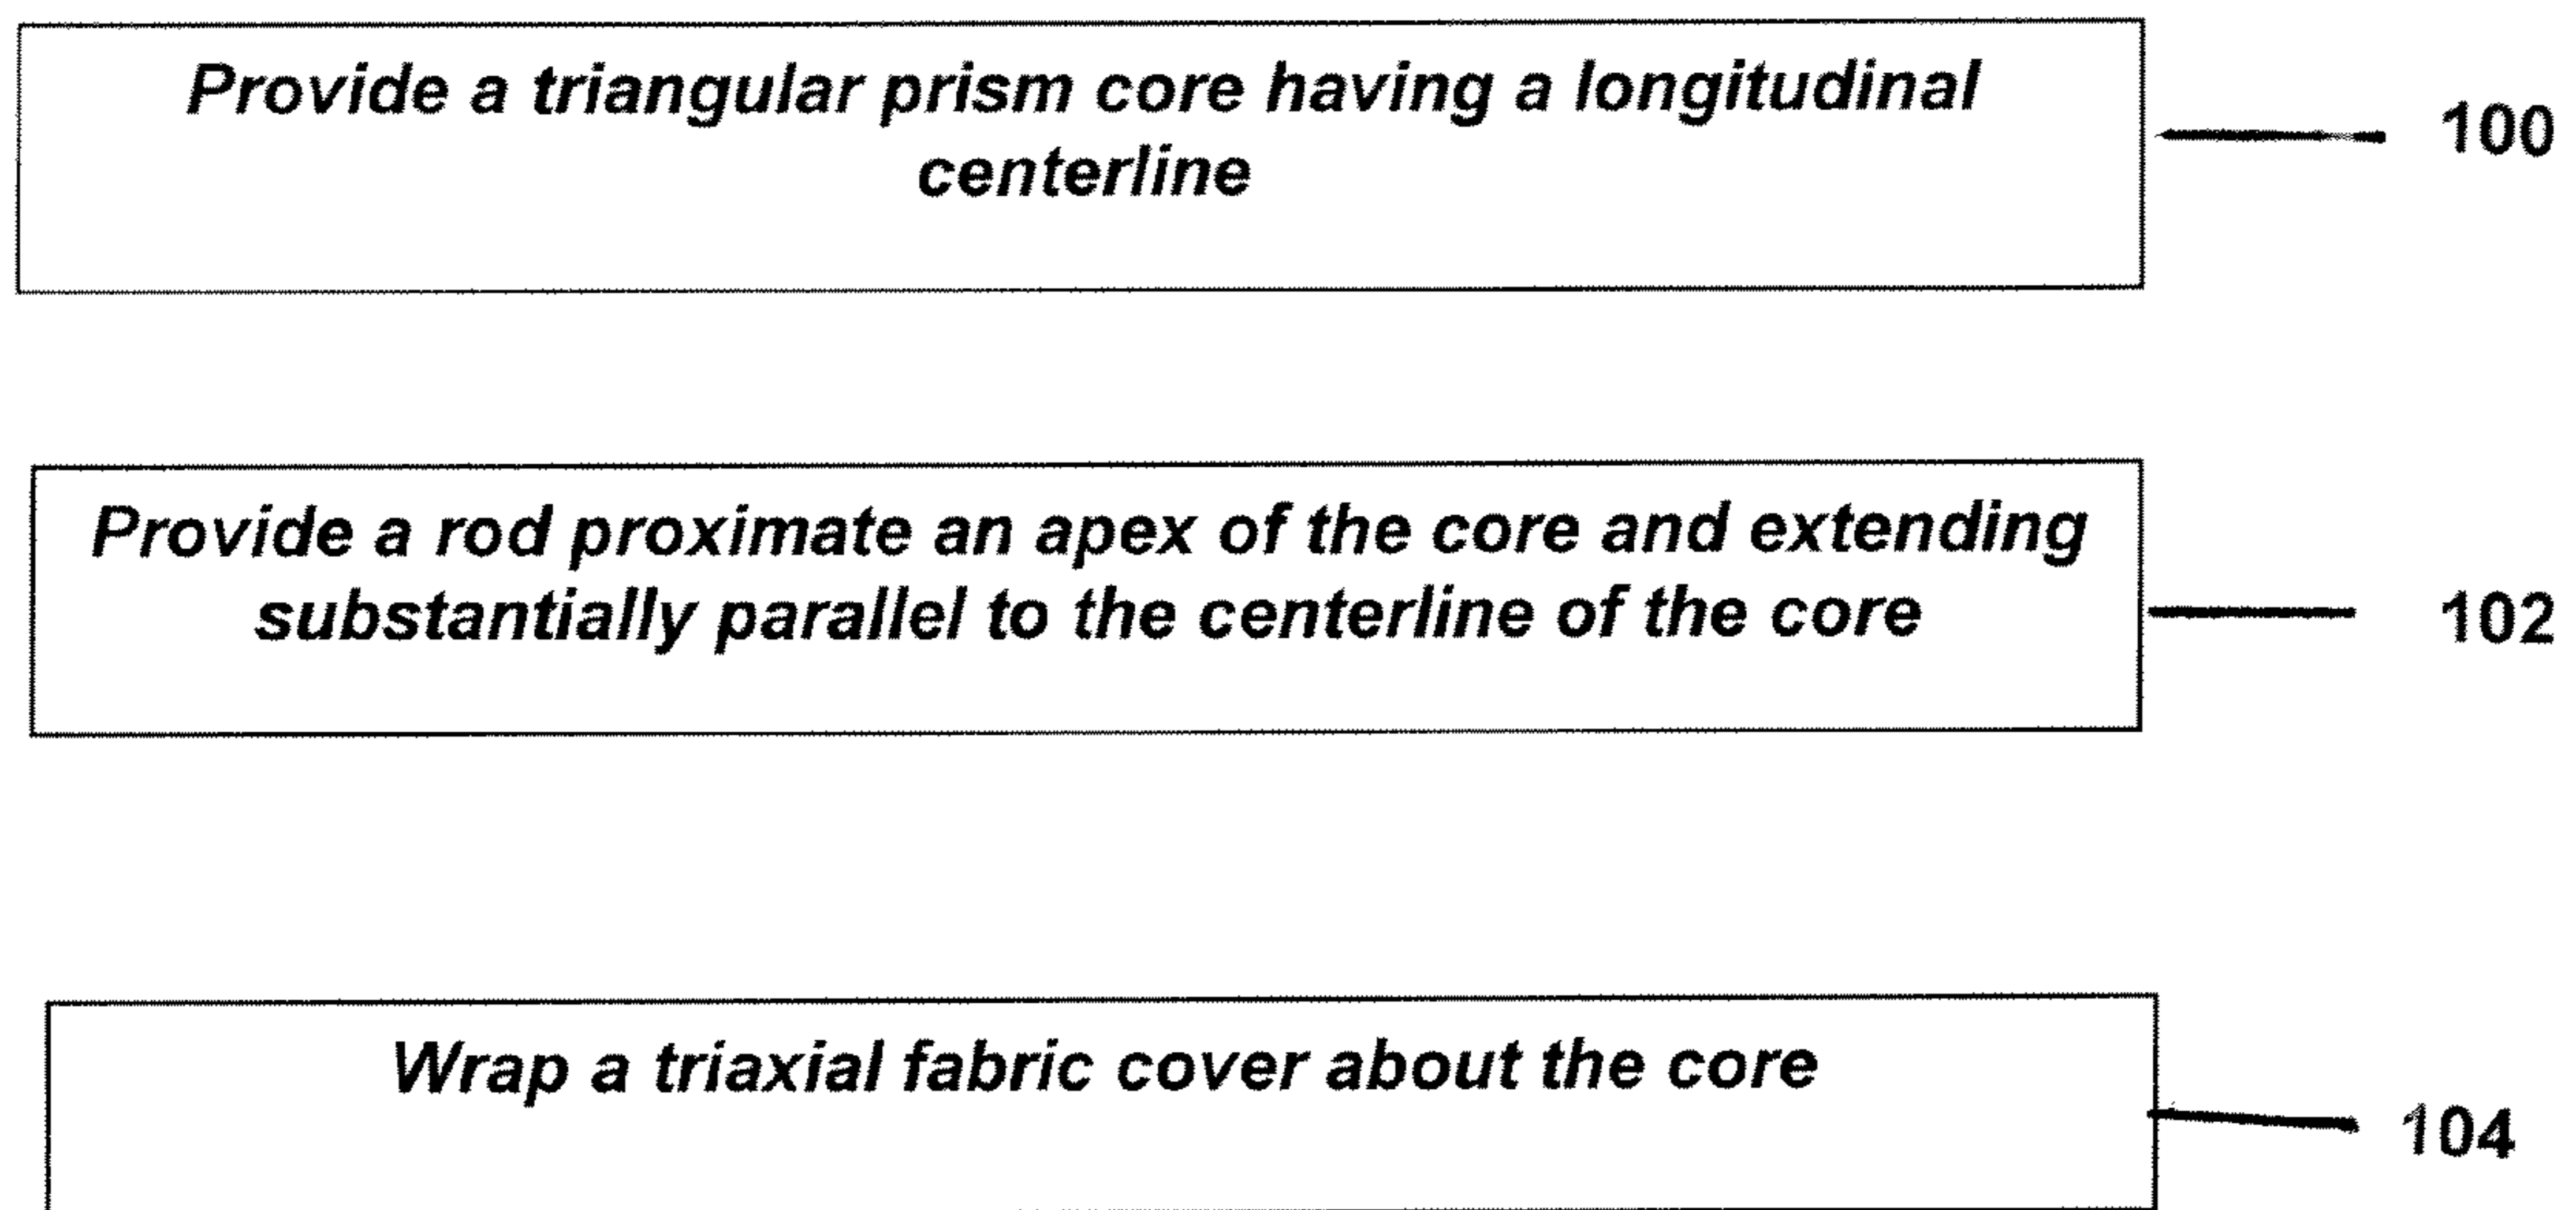 Provide a triangular prism core having a longitudinal
centerline
100
Provide a rod proximate an apex of the core and extending
substantially parallel to the centerline of the core
102
Wrap a triaxial fabric cover about the core
104